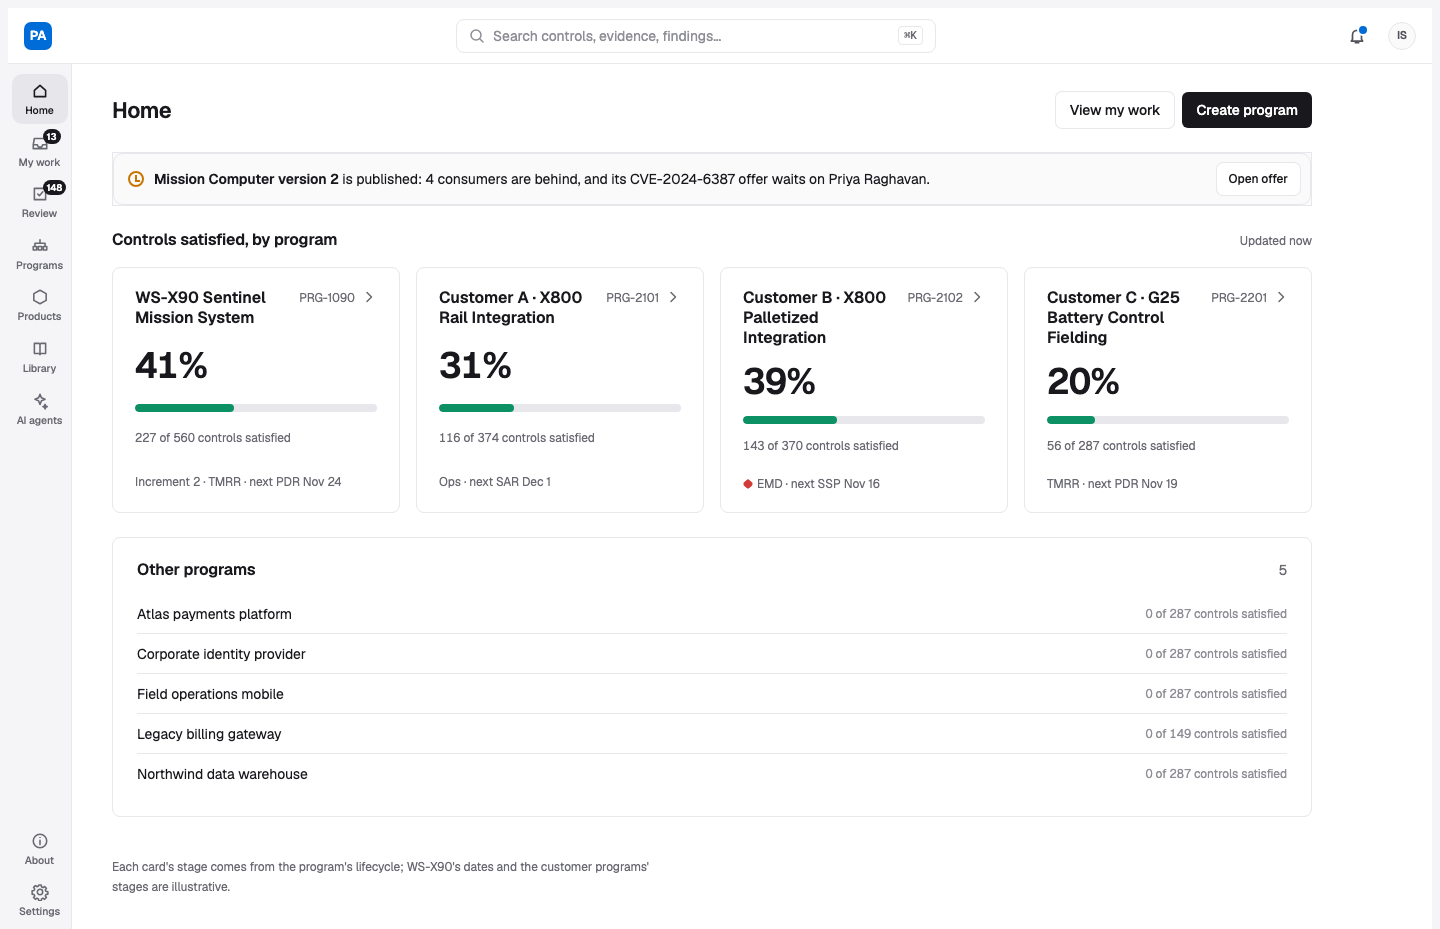 PA
Search controls, evidence, findings...
⌘K
IS
Home
13
My work
148
Review
Programs
Products
Library
AI agents
About
Settings
Home
View my work
Create program
Mission Computer version 2 is published: 4 consumers are behind, and its CVE-2024-6387 offer waits on Priya Raghavan.
Open offer
Controls satisfied, by program
Updated now
WS-X90 Sentinel
Mission System
PRG-1090
41%
227 of 560 controls satisfied
Increment 2 · TMRR · next PDR Nov 24
Customer A · X800
Rail Integration
PRG-2101
31%
116 of 374 controls satisfied
Ops · next SAR Dec 1
Customer B · X800
Palletized
Integration
PRG-2102
39%
143 of 370 controls satisfied
EMD · next SSP Nov 16
Customer C · G25
Battery Control
Fielding
PRG-2201
20%
56 of 287 controls satisfied
TMRR · next PDR Nov 19
Other programs
5
Atlas payments platform
0 of 287 controls satisfied
Corporate identity provider
0 of 287 controls satisfied
Field operations mobile
0 of 287 controls satisfied
Legacy billing gateway
0 of 149 controls satisfied
Northwind data warehouse
0 of 287 controls satisfied
Each card's stage comes from the program's lifecycle; WS-X90's dates and the customer programs'
stages are illustrative.